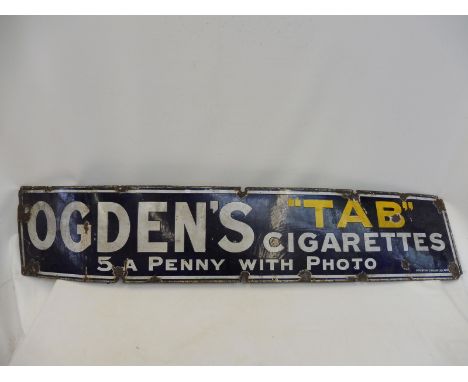 OGDEN'S "TAB" CIGARETTES
5 A PENNY WITH PHOTO